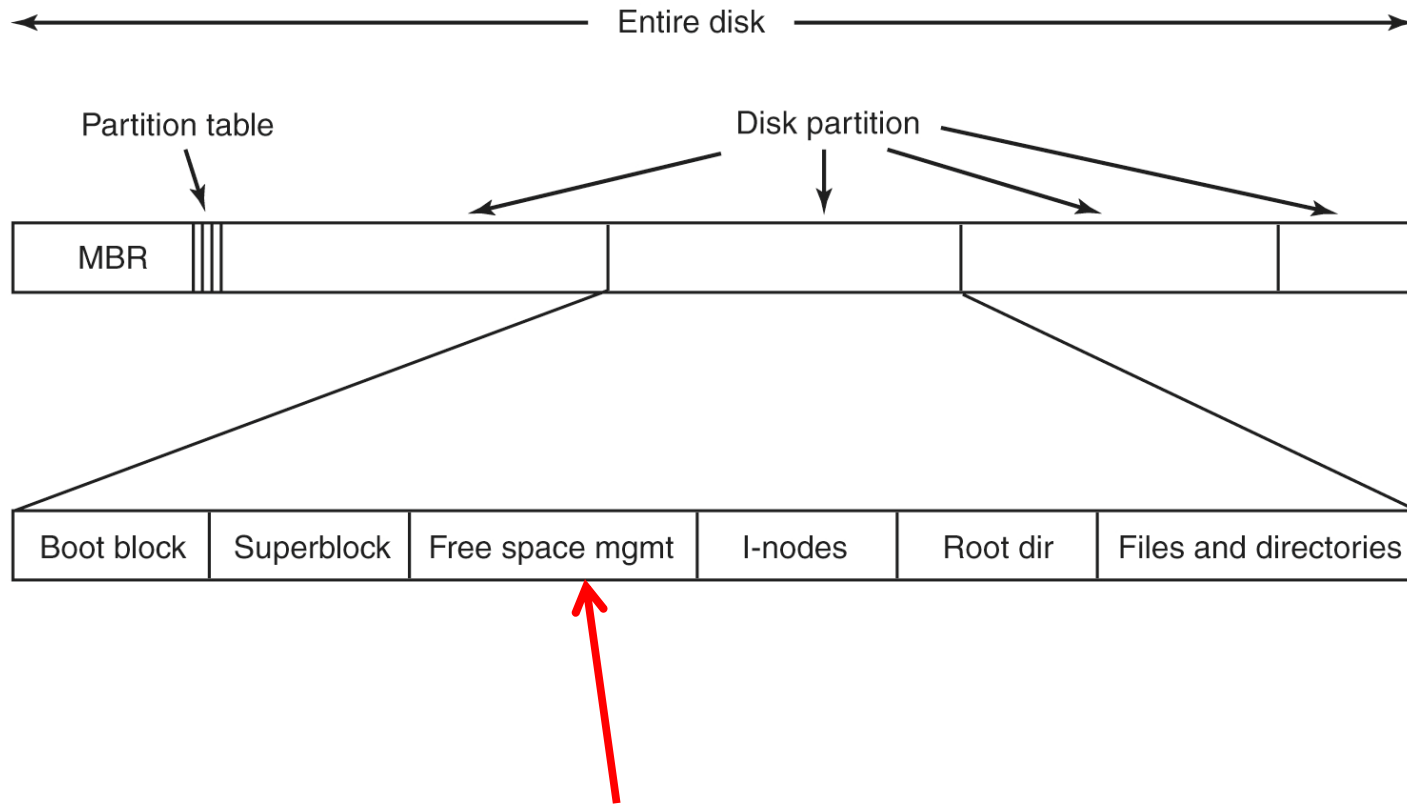 Entire disk
Partition table
Disk partition
MBR
Boot block
Superblock
Free space mgmt
I-nodes
Root dir
Files and directories